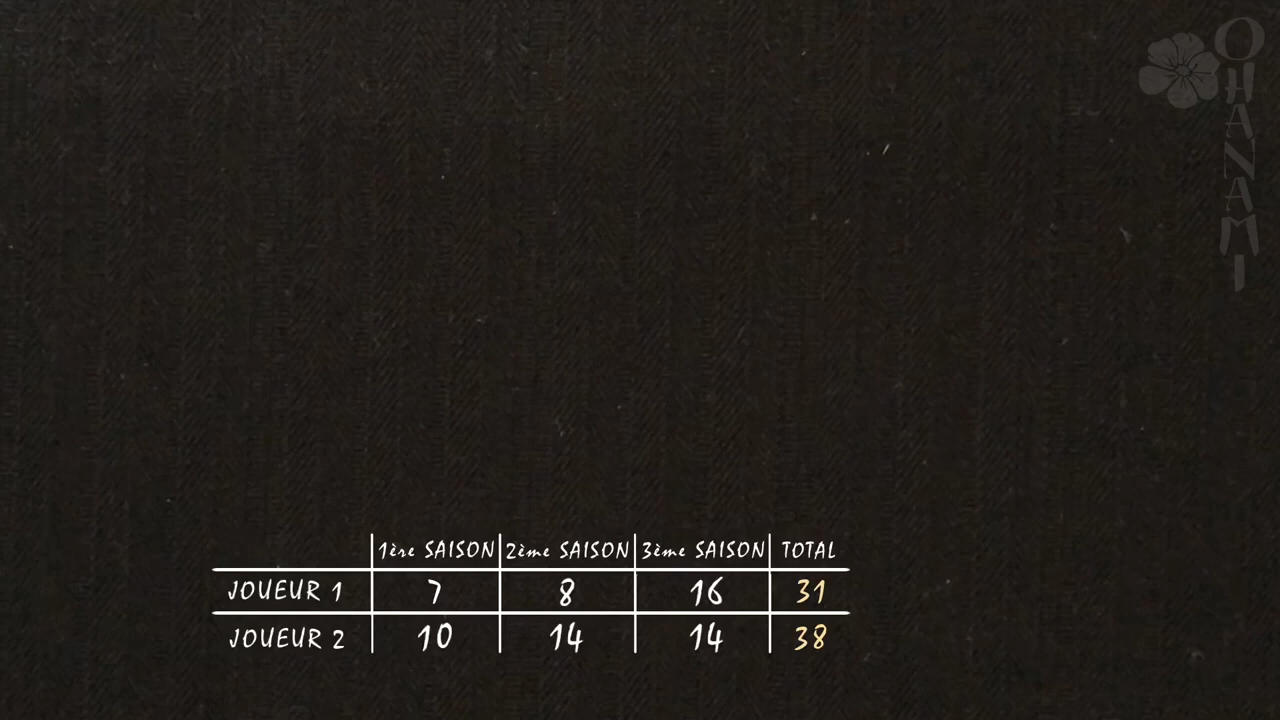 OHANAMI
1ère SAISON 2ème SAISON 3ème SAISON TOTAL
JOUEUR 1 7 8 16 31
JOUEUR 2 10 14 14 38